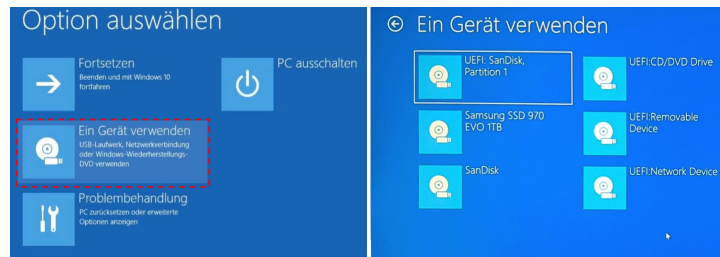 Option auswählen
Fortsetzen
Beenden und mit Windows 10
fortfahren
PC ausschalten
Ein Gerät verwenden
USB-Laufwerk, Netzwerkverbindung
oder Windows-Wiederherstellungs-
DVD verwenden
Problembehandlung
PC zurücksetzen oder erweiterte
Optionen anzeigen
Ein Gerät verwenden
UEFI: SanDisk,
Partition 1
UEFI:CD/DVD Drive
Samsung SSD 970
EVO 1TB
UEFI:Removable
Device
SanDisk
UEFI:Network Device